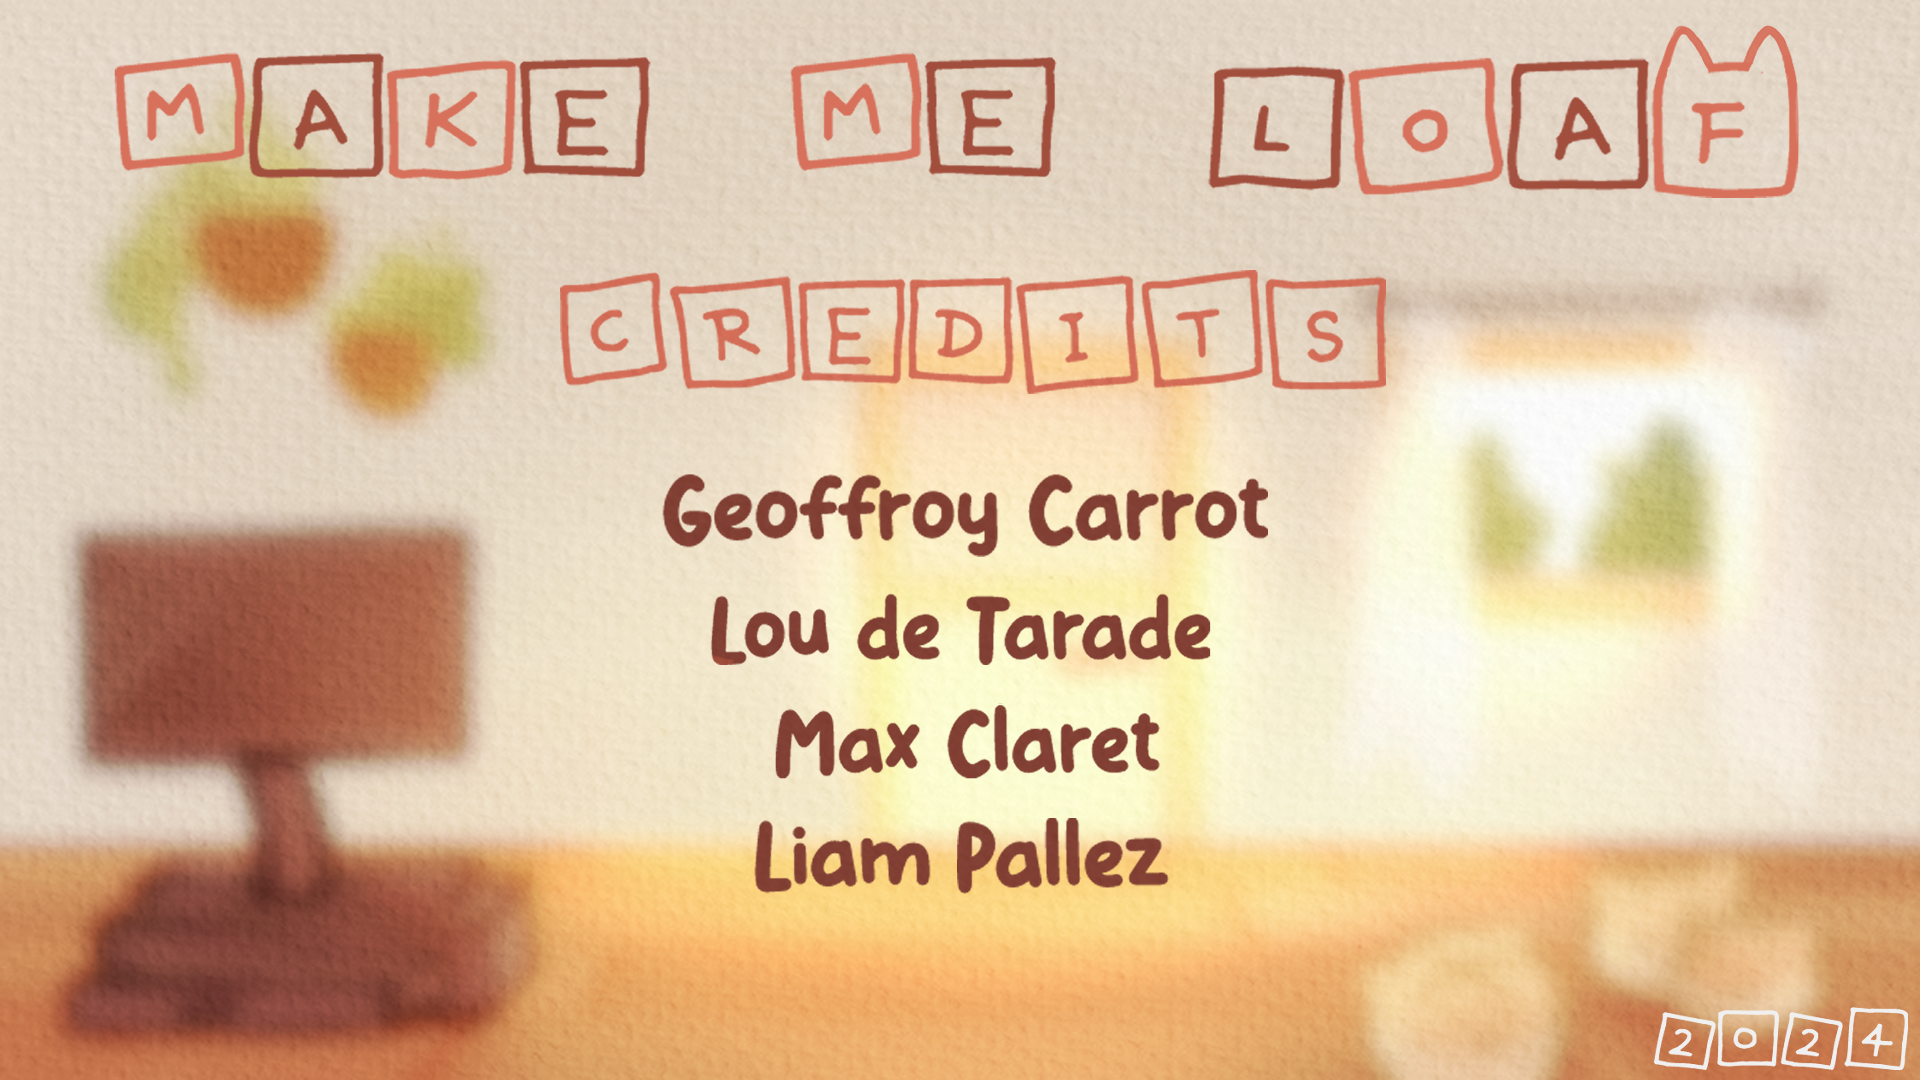 MAKE ME LOAF
CREDITS
Geoffroy Carrot
Lou de Tarade
Max Claret
Liam Pallez
2024